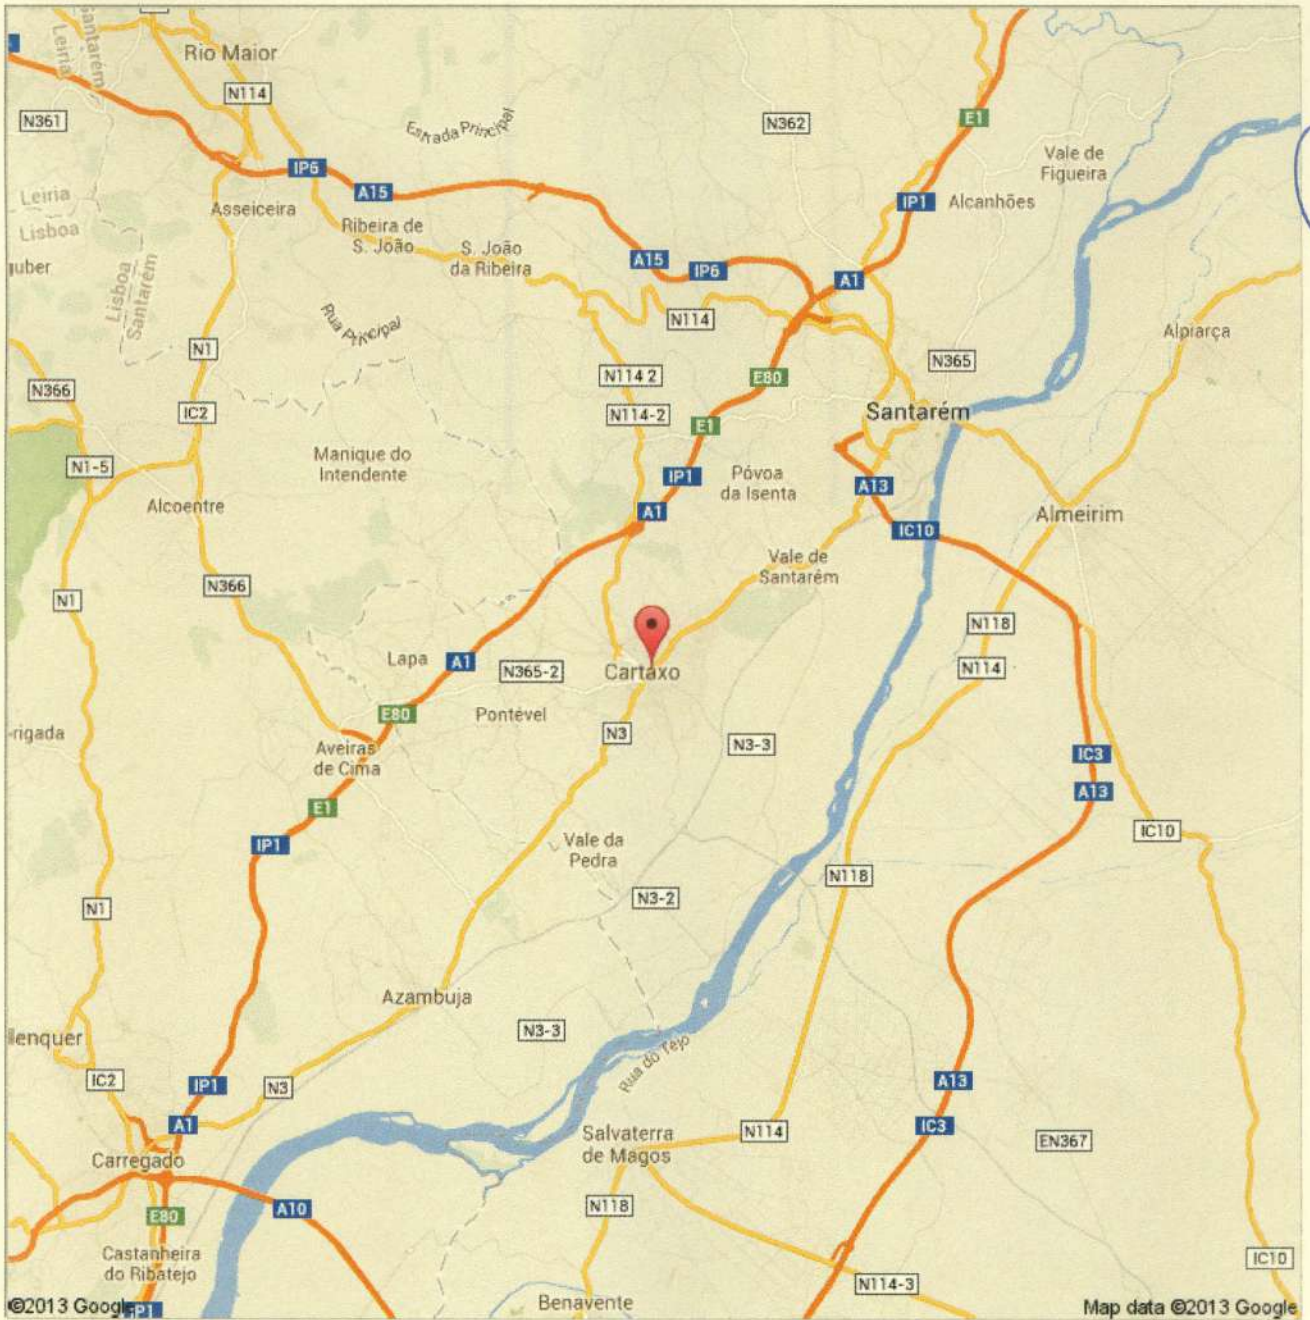 Santarém
Leiria
Rio Maior
N114
N361
Estrada Principal
N362
E1
Vale de
Figueira
IP6
A15
IP1
Alcanhões
Leiria
Lisboa
Asseiceira
Ribeira de
S. João
S. João
da Ribeira
A15
IP6
A1
Lisboa
Santarém
Rua Principal
N114
Alpiarça
N1
N365
N366
N114 2
E80
IC2
N114-2
E1
Santarém
Manique do
Intendente
N1-5
IP1
Póvoa
da Isenta
A13
Alcoentre
A1
Almeirim
IC10
Vale de
Santarém
N366
N1
N118
Lapa
A1
N365-2
Cartaxo
N114
E80
Pontével
N3
N3-3
rigada
Aveiras
de Cima
IC3
A13
E1
IP1
Vale da
Pedra
IC10
N118
N3-2
N1
Azambuja
N3-3
lenquer
Rua do Tejo
IC2
IP1
N3
A13
A1
IC3
Salvaterra
de Magos
N114
EN367
Carregado
N118
A10
E80
Castanheira
do Ribatejo
IC10
N114-3
Benavente
©2013 Google
IP1
Map data ©2013 Google